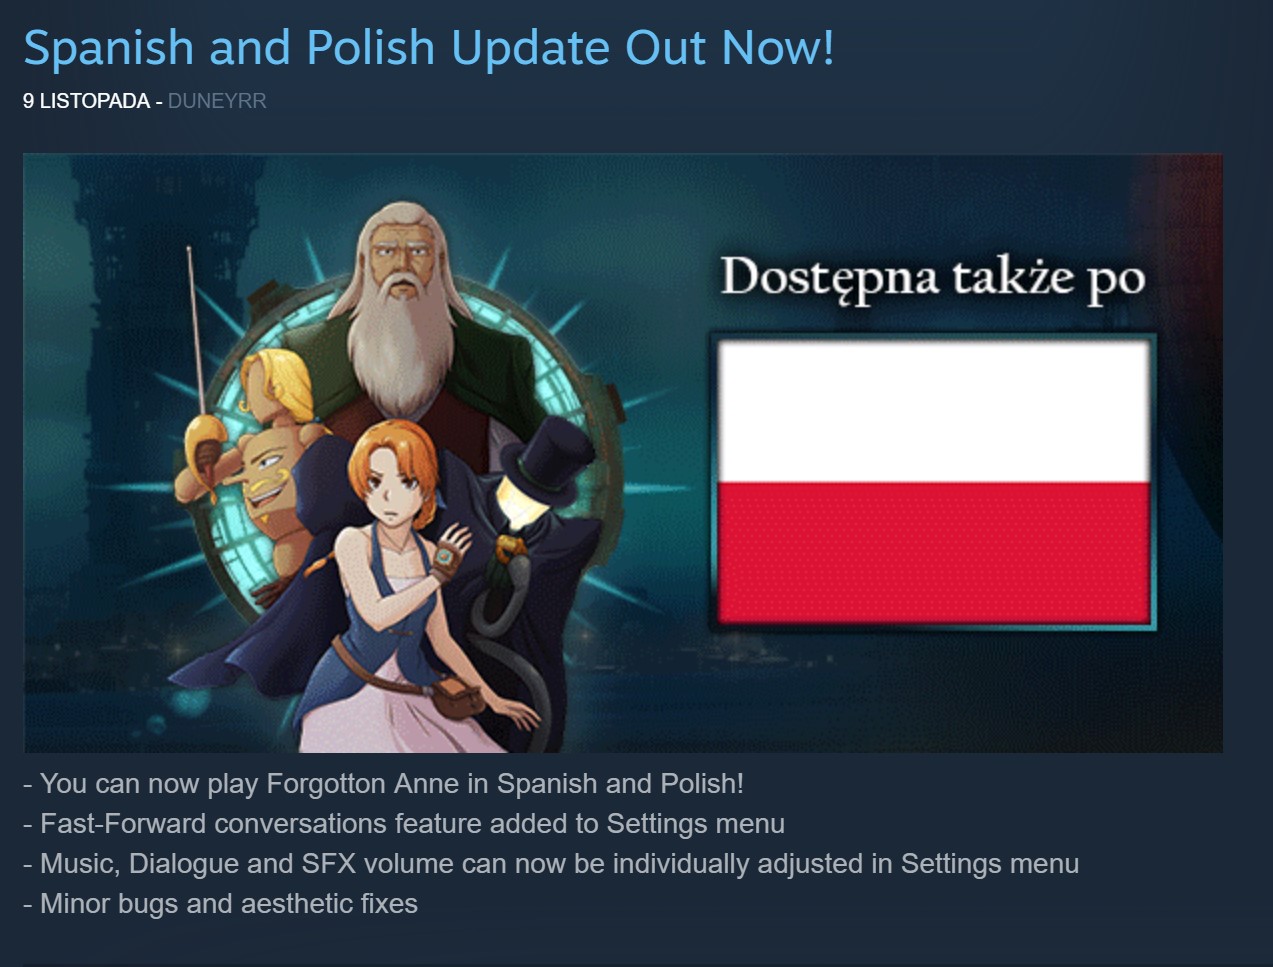 Spanish and Polish Update Out Now!
9 LISTOPADA - DUNEYRR
Dostępna także po
- You can now play Forgotton Anne in Spanish and Polish!
- Fast-Forward conversations feature added to Settings menu
- Music, Dialogue and SFX volume can now be individually adjusted in Settings menu
- Minor bugs and aesthetic fixes